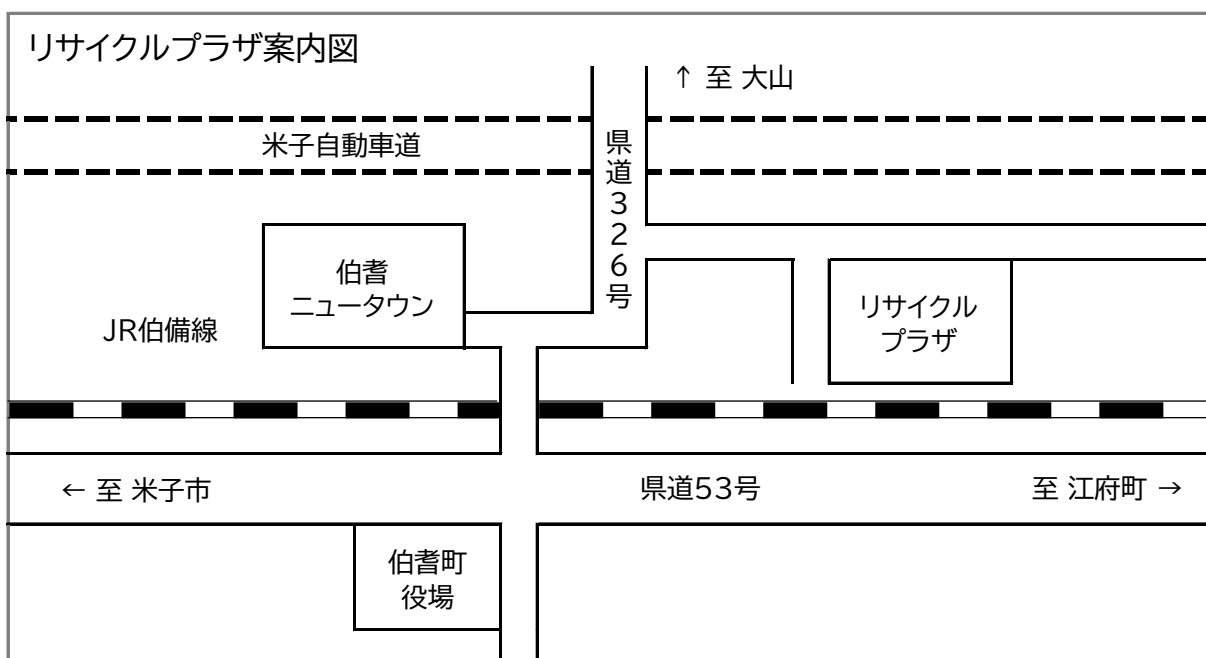 リサイクルプラザ案内図
↑ 至 大山
米子自動車道
県道326号
伯耆
ニュータウン
リサイクル
プラザ
JR伯備線
← 至 米子市
県道53号
至 江府町 →
伯耆町
役場